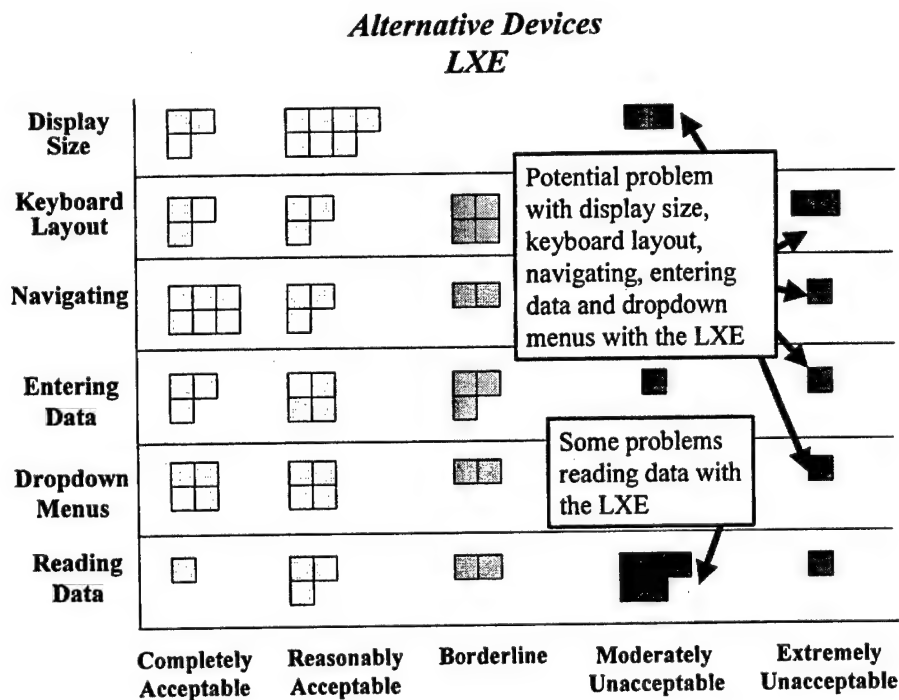 Alternative Devices
LXE
Display
Size
Keyboard
Layout
Navigating
Entering
Data
Dropdown
Menus
Reading
Data
Potential problem
with display size,
keyboard layout,
navigating, entering
data and dropdown
menus with the LXE
Some problems
reading data with
the LXE
Completely
Acceptable
Reasonably
Acceptable
Borderline
Moderately
Unacceptable
Extremely
Unacceptable